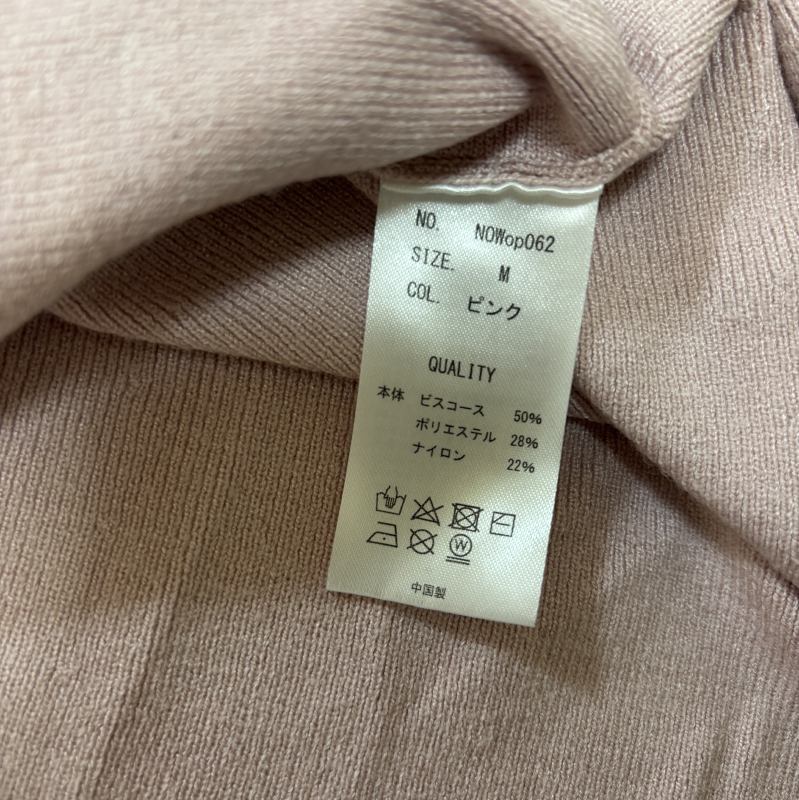 NO. NOWop062
SIZE. M
COL. ピンク
QUALITY
本体 ビスコース 50%
ポリエステル 28%
ナイロン 22%
W
中国製